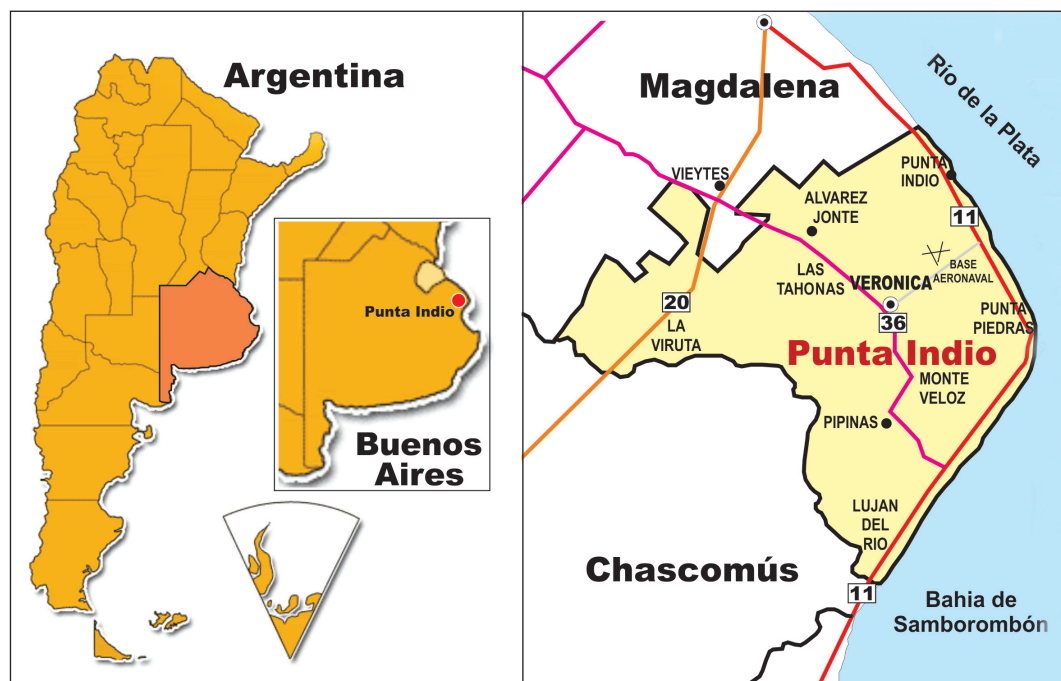 Argentina
Punta Indio
Buenos
Aires
Magdalena
Río de la Plata
VIEYTES
PUNTA
INDIO
ALVAREZ
JONTE
11
BASE
AERONAVAL
LAS
TAHONAS
VERONICA
20
36
LA
VIRUTA
PUNTA
PIEDRAS
Punta Indio
MONTE
VELOZ
PIPINAS
LUJAN
DEL
RIO
Chascomús
11
Bahia de
Samborombón